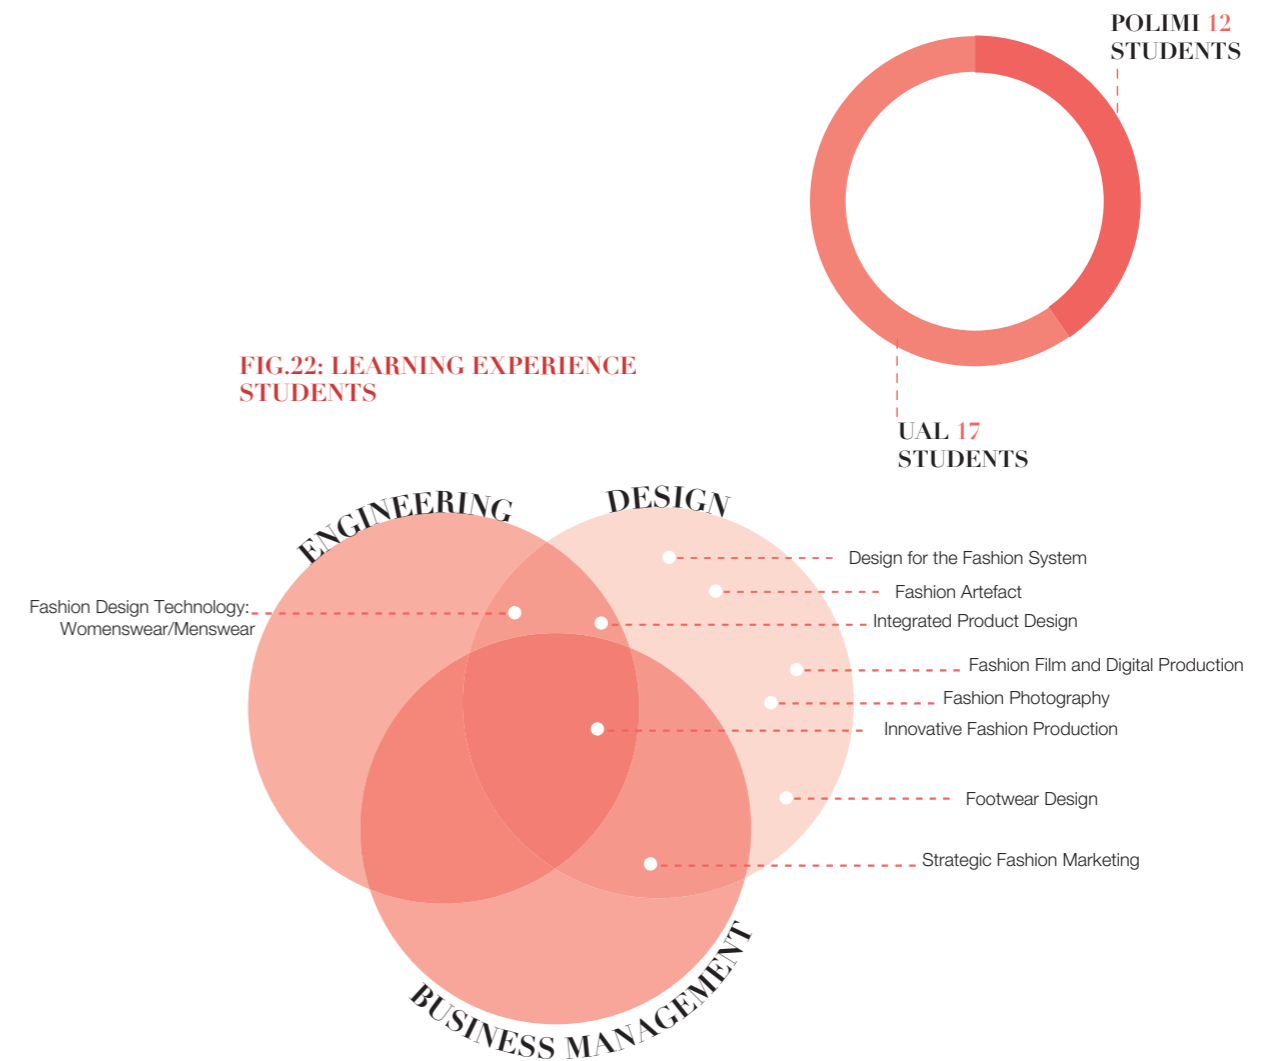 POLIMI 12
STUDENTS
FIG.22: LEARNING EXPERIENCE
STUDENTS
UAL 17
STUDENTS
ENGINEERING
DESIGN
Design for the Fashion System
Fashion Artefact
Fashion Design Technology:
Womenswear/Menswear
Integrated Product Design
Fashion Film and Digital Production
Fashion Photography
Innovative Fashion Production
Footwear Design
Strategic Fashion Marketing
BUSINESS MANAGEMENT